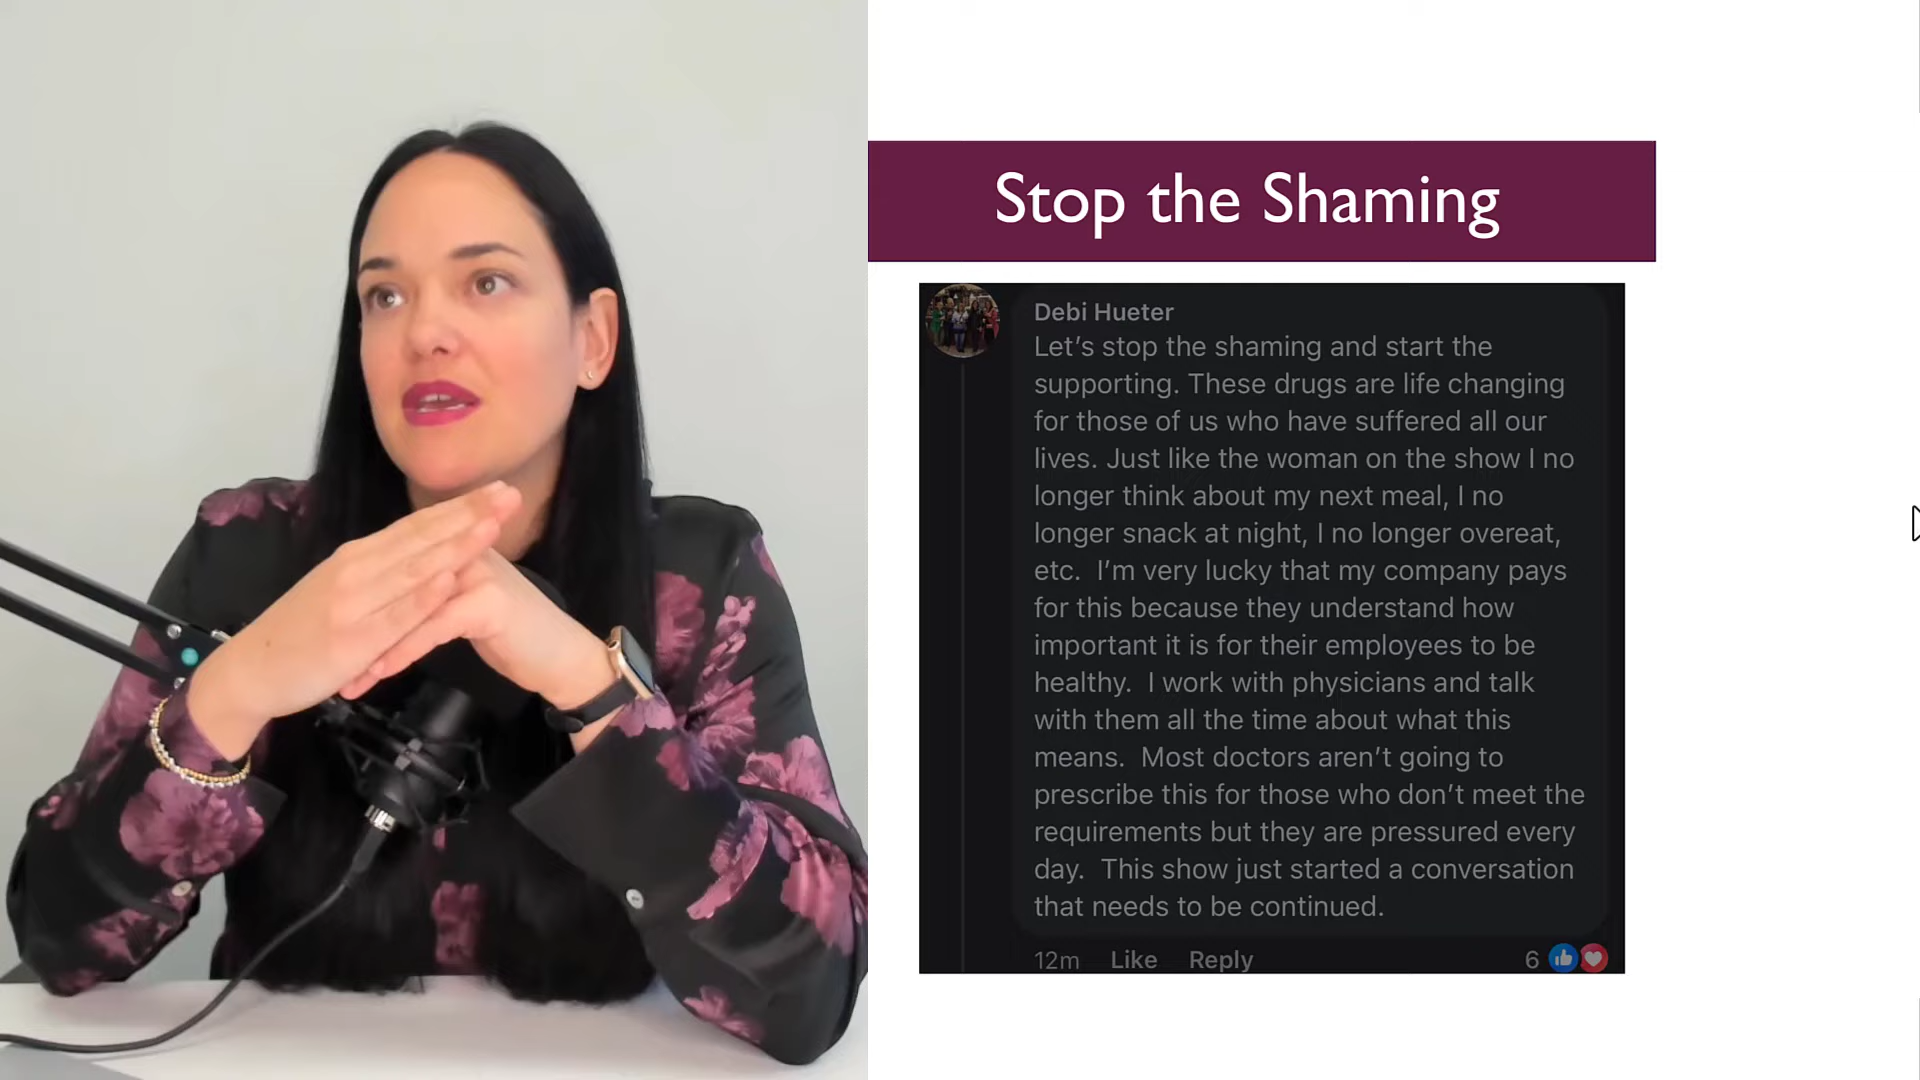 Stop the Shaming
Debi Hueter
Let's stop the shaming and start the
supporting. These drugs are life changing
for those of us who have suffered all our
lives. Just like the woman on the show I no
longer think about my next meal, I no
longer snack at night, I no longer overeat,
etc.  I'm very lucky that my company pays
for this because they understand how
important it is for their employees to be
healthy.  I work with physicians and talk
with them all the time about what this
means.  Most doctors aren't going to
prescribe this for those who don't meet the
requirements but they are pressured every
day.  This show just started a conversation
that needs to be continued.
12m Like Reply 6